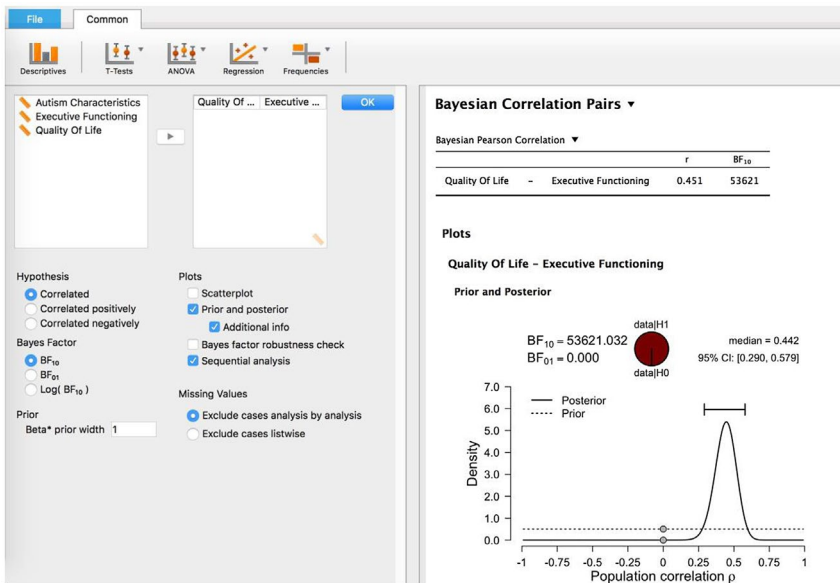 File
Common
Descriptives
T-Tests
ANOVA
Regression
Frequencies
Autism Characteristics
Executive Functioning
Quality Of Life
Quality Of ... Executive ...
OK
Hypothesis
Correlated
Correlated positively
Correlated negatively
Bayes Factor
BF₁₀
BF₀₁
Log( BF₁₀ )
Prior
Beta* prior width 1
Plots
Scatterplot
Prior and posterior
Additional info
Bayes factor robustness check
Sequential analysis
Missing Values
Exclude cases analysis by analysis
Exclude cases listwise
Bayesian Correlation Pairs
Bayesian Pearson Correlation
r BF₁₀
Quality Of Life – Executive Functioning 0.451 53621
Plots
Quality Of Life – Executive Functioning
Prior and Posterior
data|H1
BF₁₀ = 53621.032
BF₀₁ = 0.000
data|H0
median = 0.442
95% CI: [0.290, 0.579]
Posterior
Prior
7.0
6.0
5.0
4.0
3.0
2.0
1.0
0.0
Density
-1 -0.75 -0.5 -0.25 0 0.25 0.5 0.75 1
Population correlation ρ